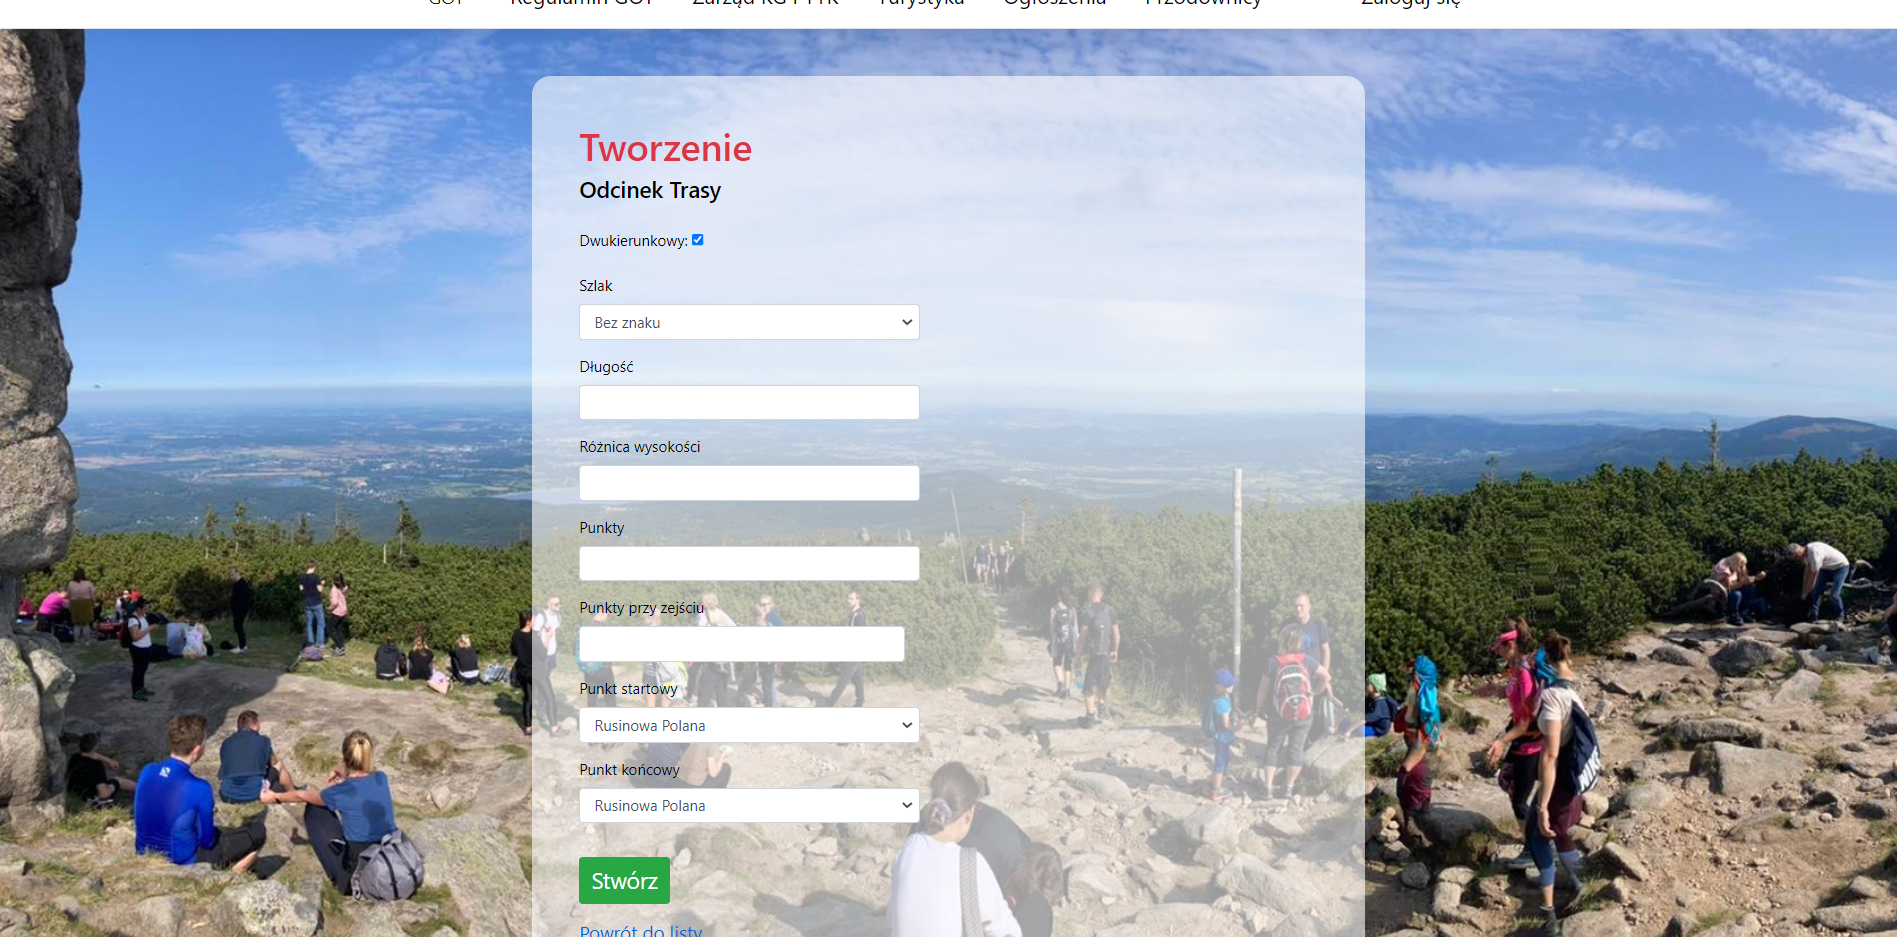 GOT Regulamin GOT Zarząd KG PTTK Turystyka Ogłoszenia Przodownicy Zaloguj się
Tworzenie
Odcinek Trasy
Dwukierunkowy:
Szlak
Bez znaku
Długość
Różnica wysokości
Punkty
Punkty przy zejściu
Punkt startowy
Rusinowa Polana
Punkt końcowy
Rusinowa Polana
Stwórz
Powrót do listy